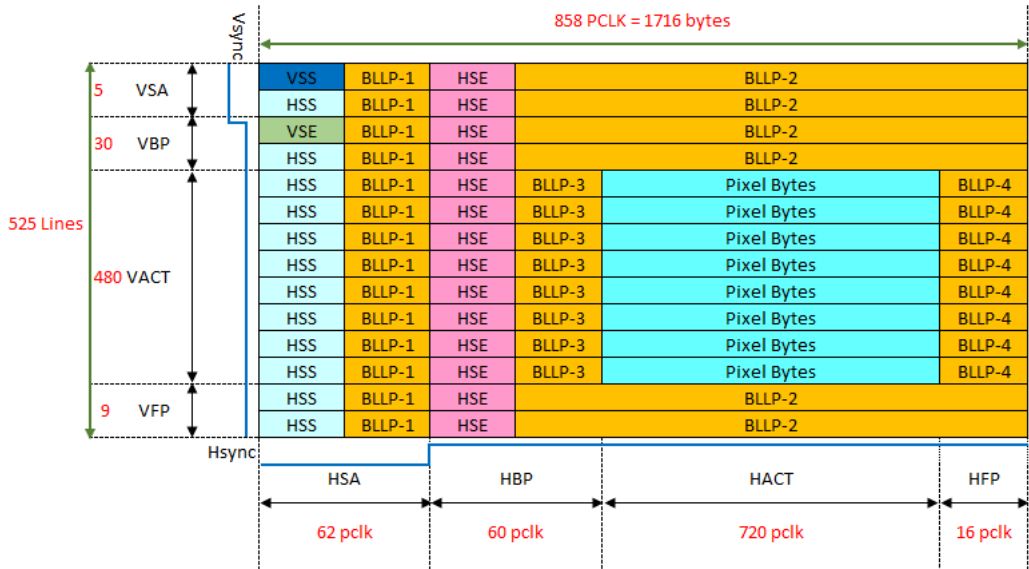 Vsync
858 PCLK = 1716 bytes
5 VSA
VSS BLLP-1 HSE BLLP-2
HSS BLLP-1 HSE BLLP-2
30 VBP
VSE BLLP-1 HSE BLLP-2
HSS BLLP-1 HSE BLLP-2
525 Lines
480 VACT
HSS BLLP-1 HSE BLLP-3 Pixel Bytes BLLP-4
HSS BLLP-1 HSE BLLP-3 Pixel Bytes BLLP-4
HSS BLLP-1 HSE BLLP-3 Pixel Bytes BLLP-4
HSS BLLP-1 HSE BLLP-3 Pixel Bytes BLLP-4
HSS BLLP-1 HSE BLLP-3 Pixel Bytes BLLP-4
HSS BLLP-1 HSE BLLP-3 Pixel Bytes BLLP-4
HSS BLLP-1 HSE BLLP-3 Pixel Bytes BLLP-4
HSS BLLP-1 HSE BLLP-3 Pixel Bytes BLLP-4
9 VFP
HSS BLLP-1 HSE BLLP-2
HSS BLLP-1 HSE BLLP-2
Hsync
HSA HBP HACT HFP
62 pclk 60 pclk 720 pclk 16 pclk